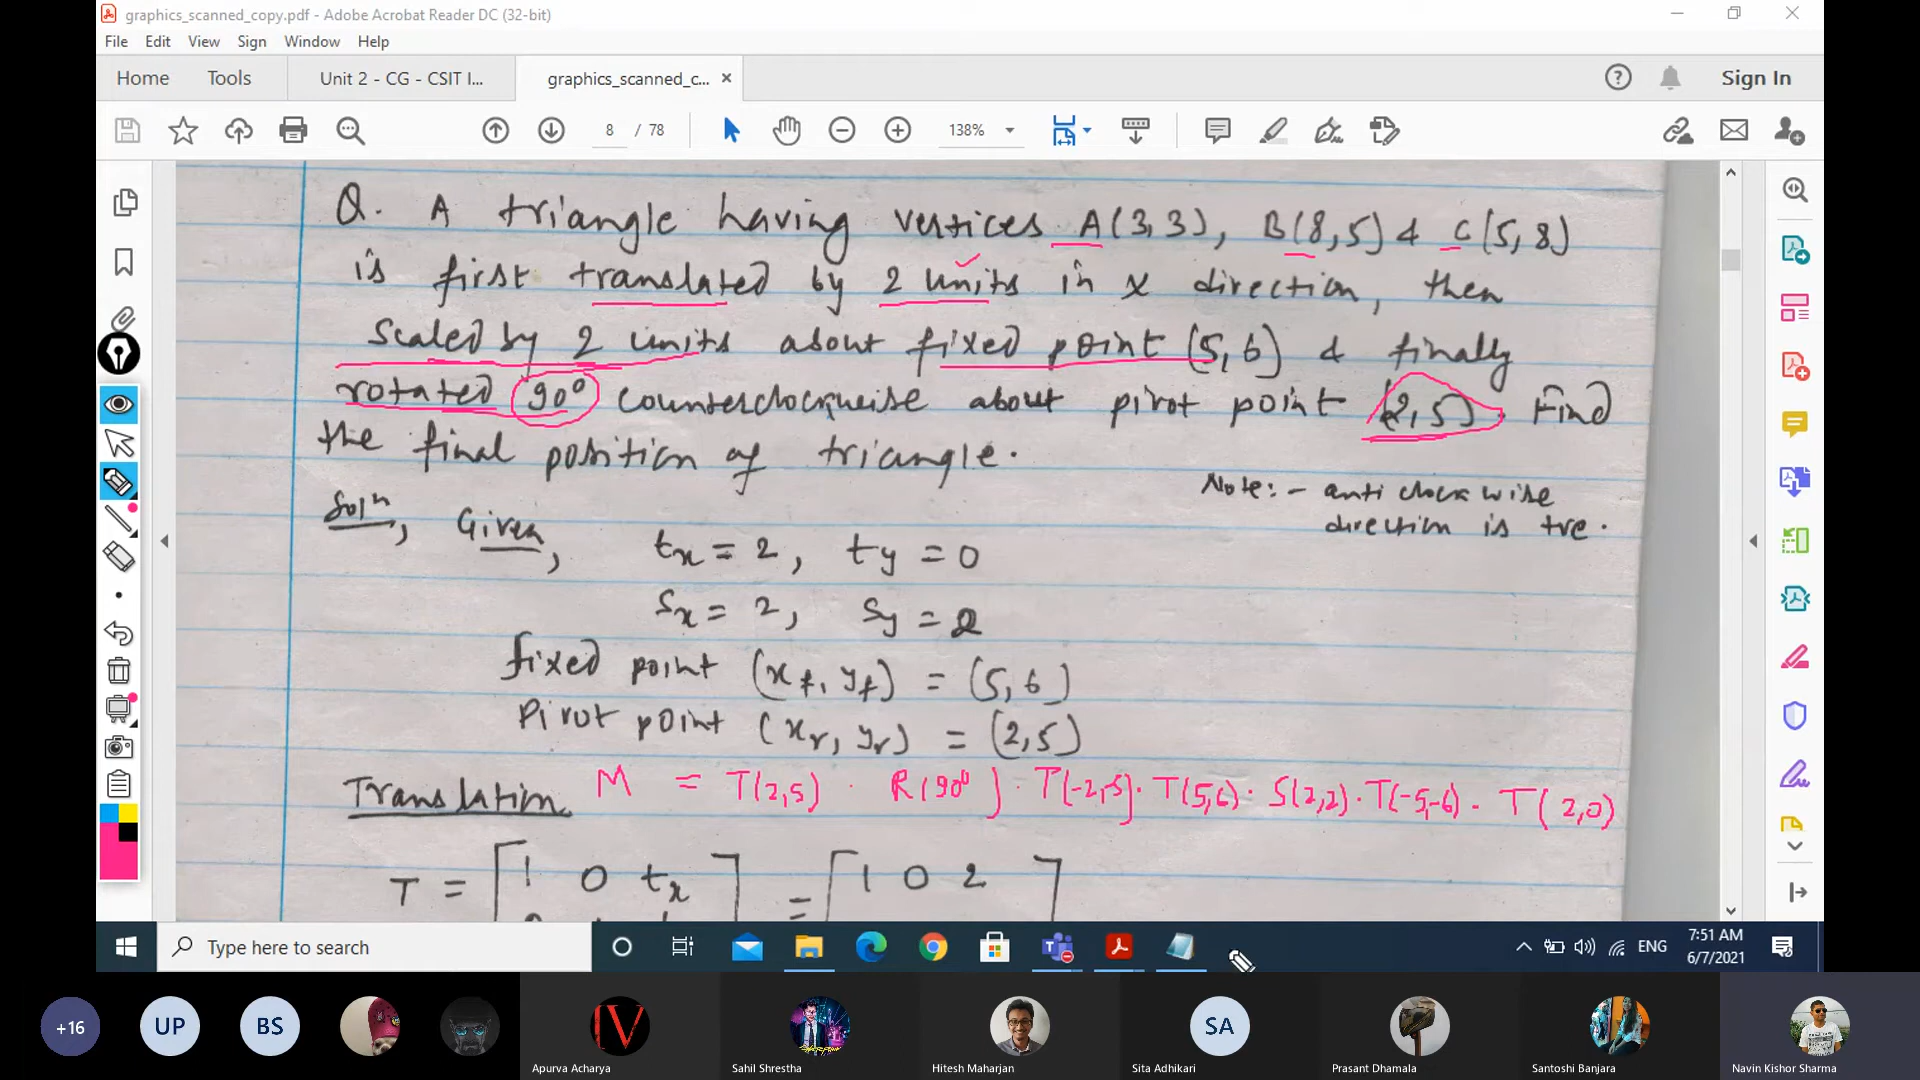 graphics_scanned_copy.pdf - Adobe Acrobat Reader DC (32-bit)
File Edit View Sign Window Help
Home Tools Unit 2 - CG - CSIT I... graphics_scanned_c... Sign In
8 / 78 138%
Q. A triangle having vertices A(3,3), B(8,5) & C(5,8)
is first translated by 2 units in x direction, then
scaled by 2 units about fixed point (5,6) & finally
rotated 90° counterclockwise about pivot point (2,5). Find
the final position of triangle.
Note:- anti clockwise
direction is +ve.
Soln, Given,
tx = 2, ty = 0
Sx = 2, Sy = 2
fixed point (xf, yf) = (5,6)
Pivot point (xr, yr) = (2,5)
Translation M = T(2,5) . R(90°) . T(-2,-5) . T(5,6) . S(2,2) . T(-5,-6) . T(2,0)
T = [ 1 0 tx ] = [ 1 0 2 ]
Type here to search
ENG
7:51 AM
6/7/2021
+16 UP BS IV SA
Apurva Acharya Sahil Shrestha Hitesh Maharjan Sita Adhikari Prasant Dhamala Santoshi Banjara Navin Kishor Sharma